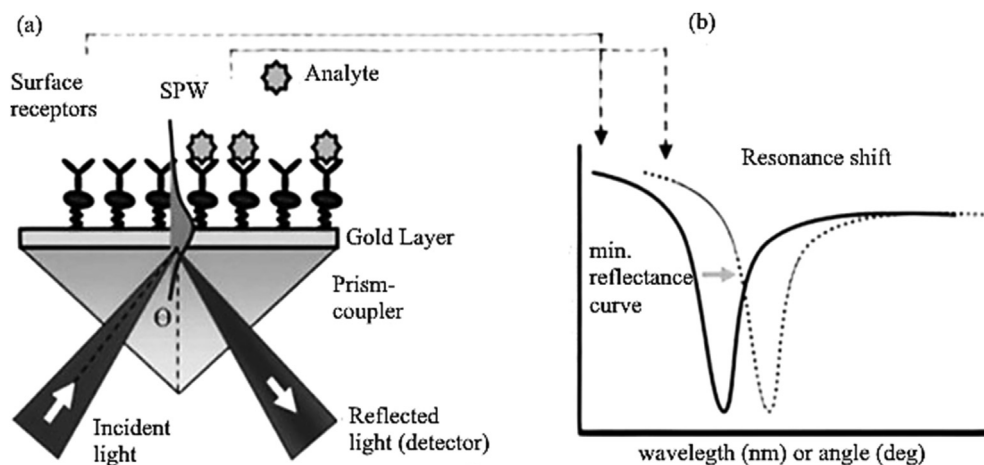 (a)
(b)
Surface
receptors
SPW
Analyte
Gold Layer
Prism-
coupler
Θ
Incident
light
Reflected
light (detector)
Resonance shift
min.
reflectance
curve
wavelegth (nm) or angle (deg)